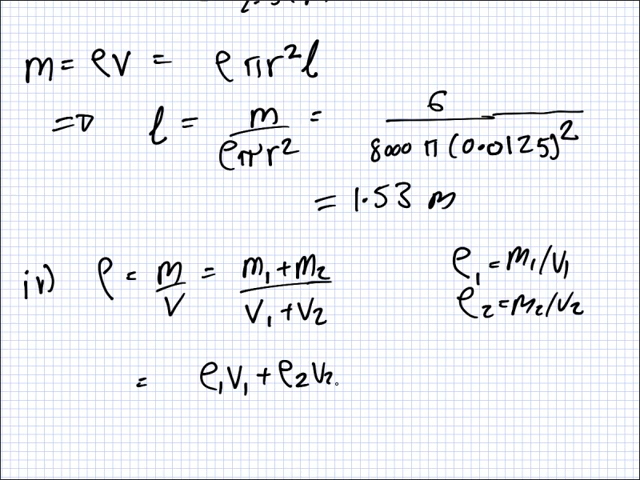 m = ρV = ρπr²l
⇒ l = m/(ρπr²) = 6/(8000 π (0.0125)²)
= 1.53 m
iv) ρ = m/V = (m₁+m₂)/(V₁+V₂)
ρ₁ = m₁/V₁
ρ₂ = m₂/V₂
= ρ₁V₁ + ρ₂V₂